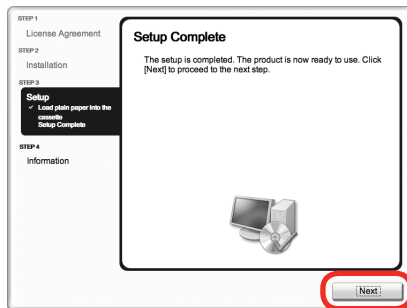 STEP 1
License Agreement
STEP 2
Installation
STEP 3
Setup
✓ Load plain paper into the
cassette
Setup Complete
STEP 4
Information
Setup Complete
The setup is completed. The product is now ready to use. Click
[Next] to proceed to the next step.
Next